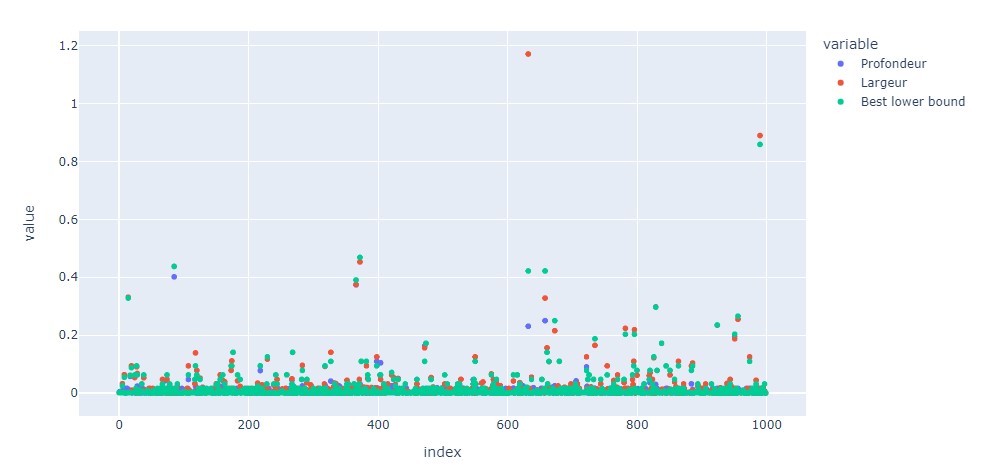 variable
Profondeur
Largeur
Best lower bound
value
1.2
1
0.8
0.6
0.4
0.2
0
0 200 400 600 800 1000
index